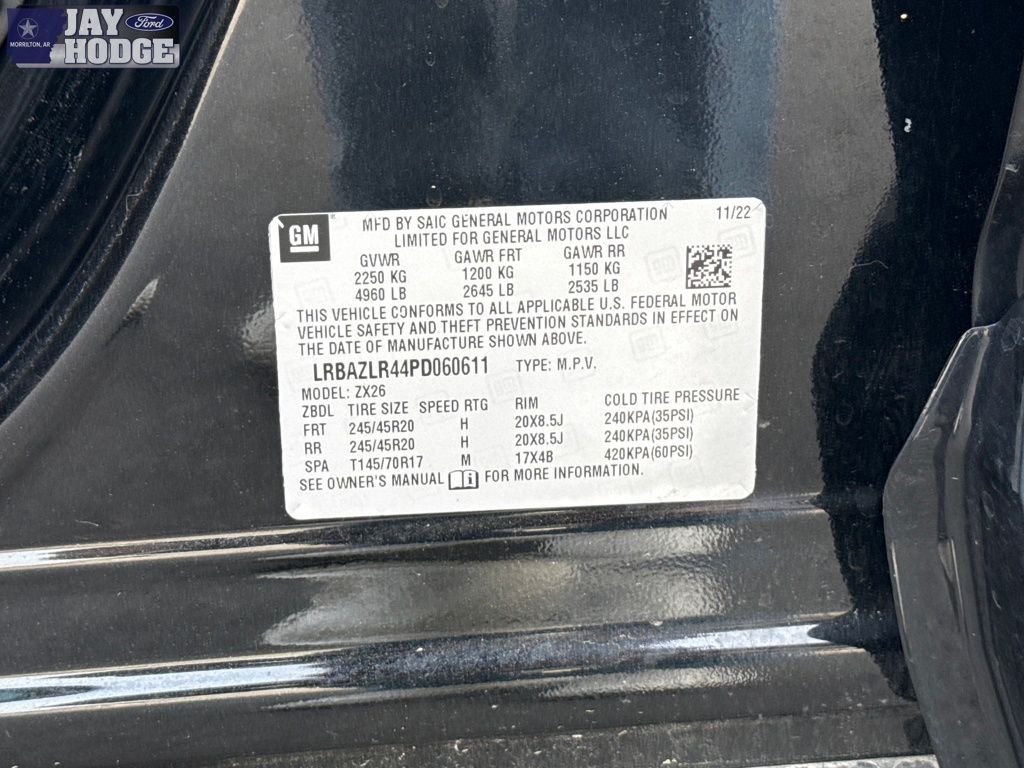 JAY
Ford
HODGE
MORRILTON, AR
GM
MFD BY SAIC GENERAL MOTORS CORPORATION 11/22
LIMITED FOR GENERAL MOTORS LLC
GVWR GAWR FRT GAWR RR
2250 KG 1200 KG 1150 KG
4960 LB 2645 LB 2535 LB
THIS VEHICLE CONFORMS TO ALL APPLICABLE U.S. FEDERAL MOTOR
VEHICLE SAFETY AND THEFT PREVENTION STANDARDS IN EFFECT ON
THE DATE OF MANUFACTURE SHOWN ABOVE.
LRBAZLR44PD060611 TYPE: M.P.V.
MODEL: ZX26
ZBDL TIRE SIZE SPEED RTG RIM COLD TIRE PRESSURE
FRT 245/45R20 H 20X8.5J 240KPA(35PSI)
RR 245/45R20 H 20X8.5J 240KPA(35PSI)
SPA T145/70R17 M 17X4B 420KPA(60PSI)
SEE OWNER'S MANUAL i FOR MORE INFORMATION.